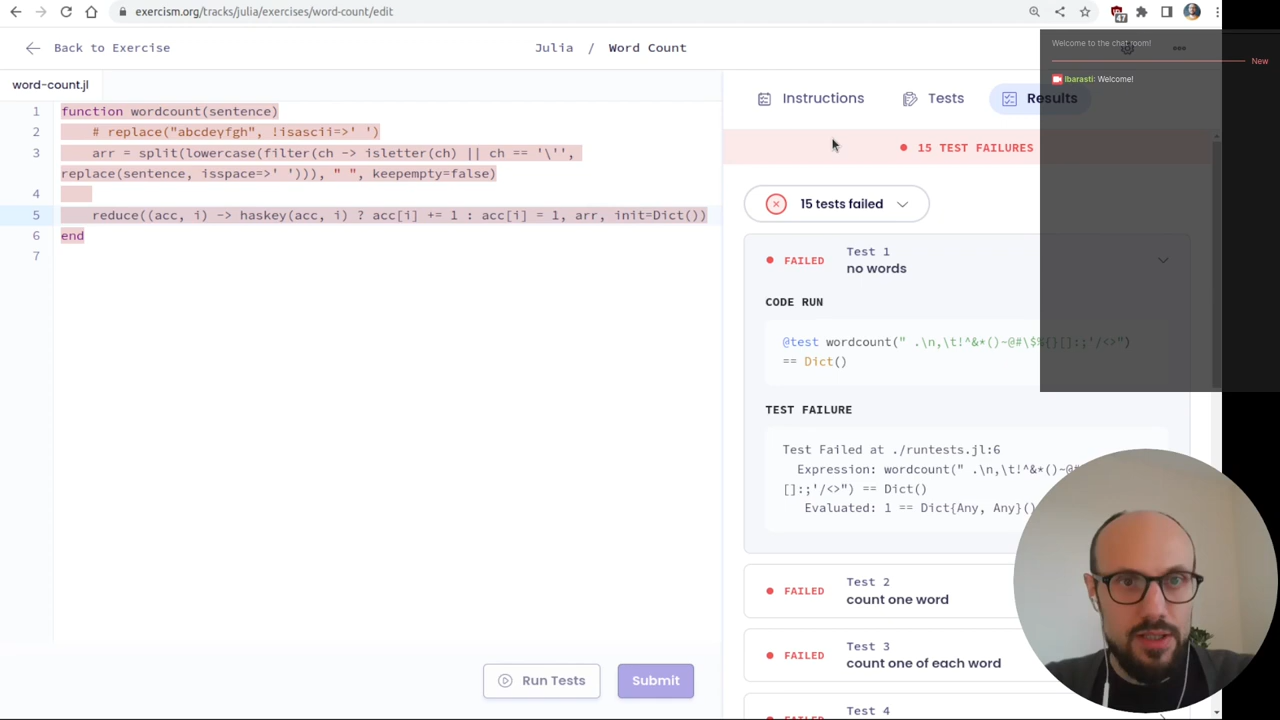 exercism.org/tracks/julia/exercises/word-count/edit
47
Back to Exercise
Julia / Word Count
Welcome to the chat room!
New
lbarasti: Welcome!
word-count.jl
Instructions
Tests
Results
1 function wordcount(sentence)
2 # replace("abcdeyfgh", !isascii=>' ')
3 arr = split(lowercase(filter(ch -> isletter(ch) || ch == '\'',
replace(sentence, isspace=>' '))), " ", keepempty=false)
4
5 reduce((acc, i) -> haskey(acc, i) ? acc[i] += 1 : acc[i] = 1, arr, init=Dict())
6 end
7
15 TEST FAILURES
15 tests failed
FAILED
Test 1
no words
CODE RUN
@test wordcount(" .\n,\t!^&*()~@#\$%{}[]:;'/<>")
== Dict()
TEST FAILURE
Test Failed at ./runtests.jl:6
Expression: wordcount(" .\n,\t!^&*()~@#
[]:;'/<>") == Dict()
Evaluated: 1 == Dict{Any, Any}()
FAILED
Test 2
count one word
FAILED
Test 3
count one of each word
FAILED
Test 4
Run Tests
Submit